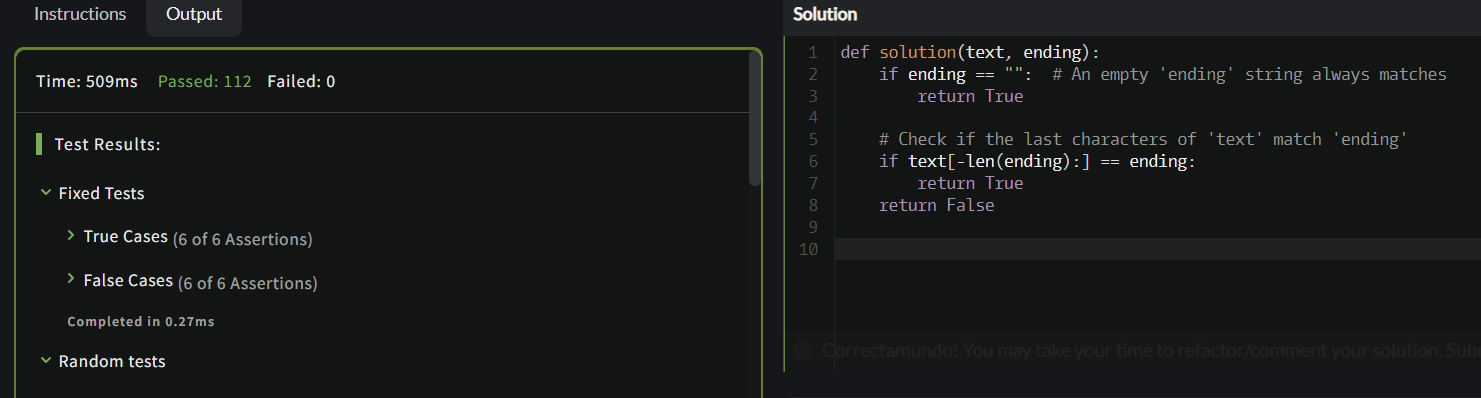 Instructions Output
Time: 509ms Passed: 112 Failed: 0
Test Results:
Fixed Tests
True Cases (6 of 6 Assertions)
False Cases (6 of 6 Assertions)
Completed in 0.27ms
Random tests
Solution
1 def solution(text, ending):
2     if ending == "":  # An empty 'ending' string always matches
3         return True
4
5     # Check if the last characters of 'text' match 'ending'
6     if text[-len(ending):] == ending:
7         return True
8     return False
9
10
Correctamundo! You may take your time to refactor/comment your solution. Sub